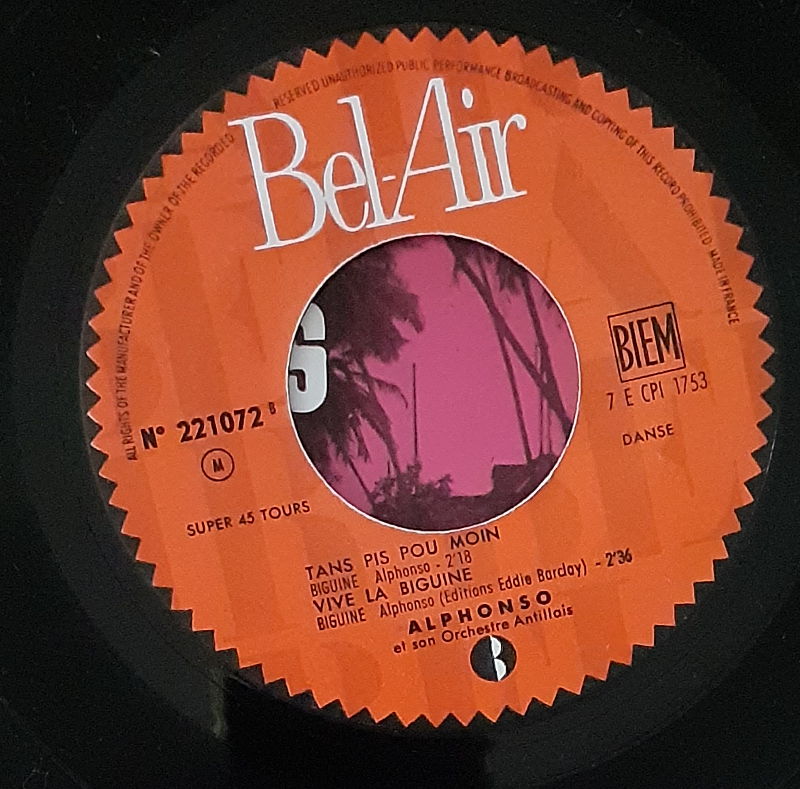 ALL RIGHTS OF THE MANUFACTURER AND OF THE OWNER OF THE RECORDED
RESERVED UNAUTHORIZED PUBLIC PERFORMANCE BROADCASTING AND COPYING OF THIS RECORD PROHIBITED. MADE IN FRANCE
Bel-Air
S
BIEM
7 E CPI 1753
DANSE
N° 221072 B
M
SUPER 45 TOURS
TANS PIS POU MOIN
BIGUINE Alphonso - 2'18
VIVE LA BIGUINE
BIGUINE Alphonso (Editions Eddie Barclay) - 2'36
ALPHONSO
et son Orchestre Antillais
B